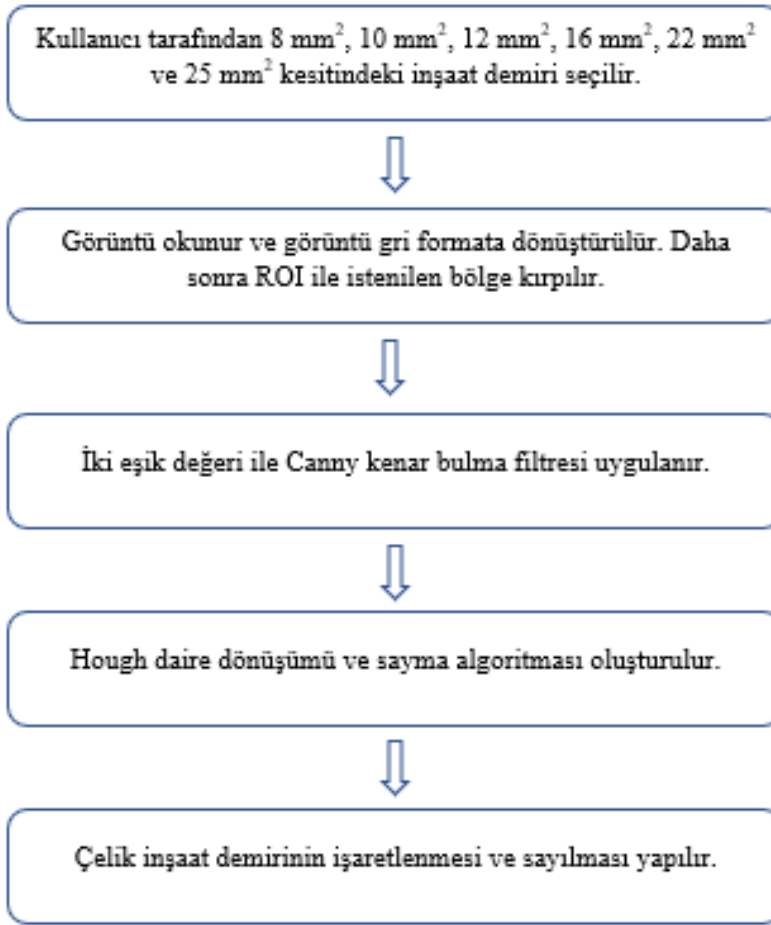 Kullanıcı tarafından 8 mm², 10 mm², 12 mm², 16 mm², 22 mm²
ve 25 mm² kesitindeki inşaat demiri seçilir.
Görüntü okunur ve görüntü gri formata dönüştürülür. Daha
sonra ROI ile istenilen bölge kırpılır.
İki eşik değeri ile Canny kenar bulma filtresi uygulanır.
Hough daire dönüşümü ve sayma algoritması oluşturulur.
Çelik inşaat demirinin işaretlenmesi ve sayılması yapılır.